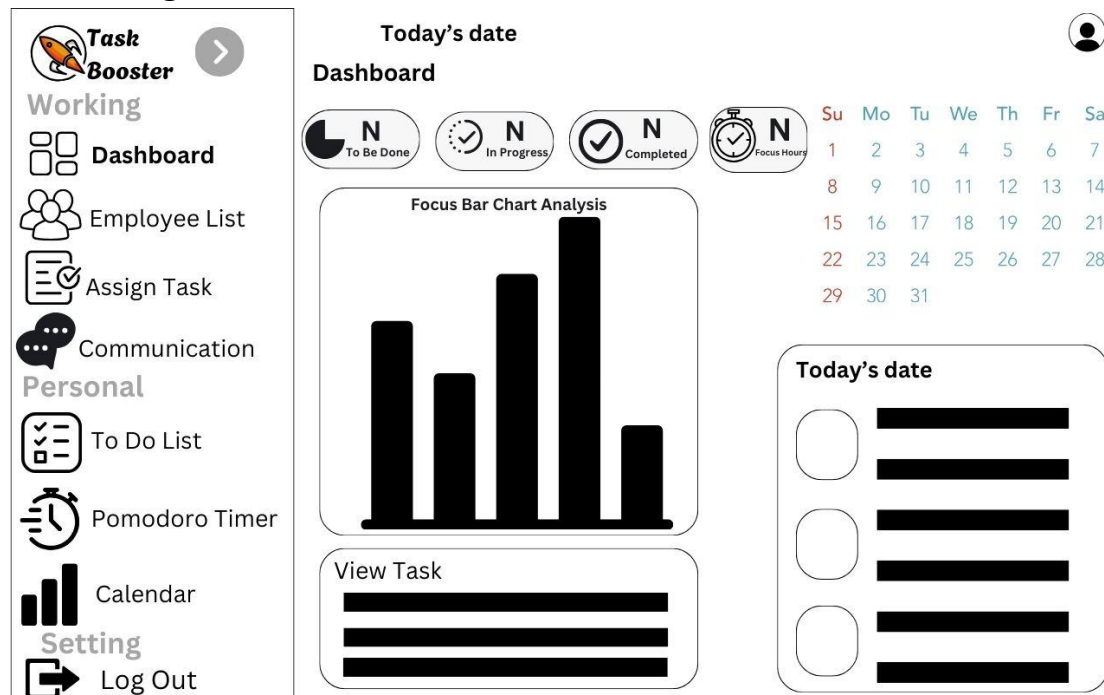 Task
Booster
Working
Dashboard
Employee List
Assign Task
Communication
Personal
To Do List
Pomodoro Timer
Calendar
Setting
Log Out
Today's date
Dashboard
N
To Be Done
N
In Progress
N
Completed
N
Focus Hours
Su Mo Tu We Th Fr Sa
1 2 3 4 5 6 7
8 9 10 11 12 13 14
15 16 17 18 19 20 21
22 23 24 25 26 27 28
29 30 31
Focus Bar Chart Analysis
View Task
Today's date